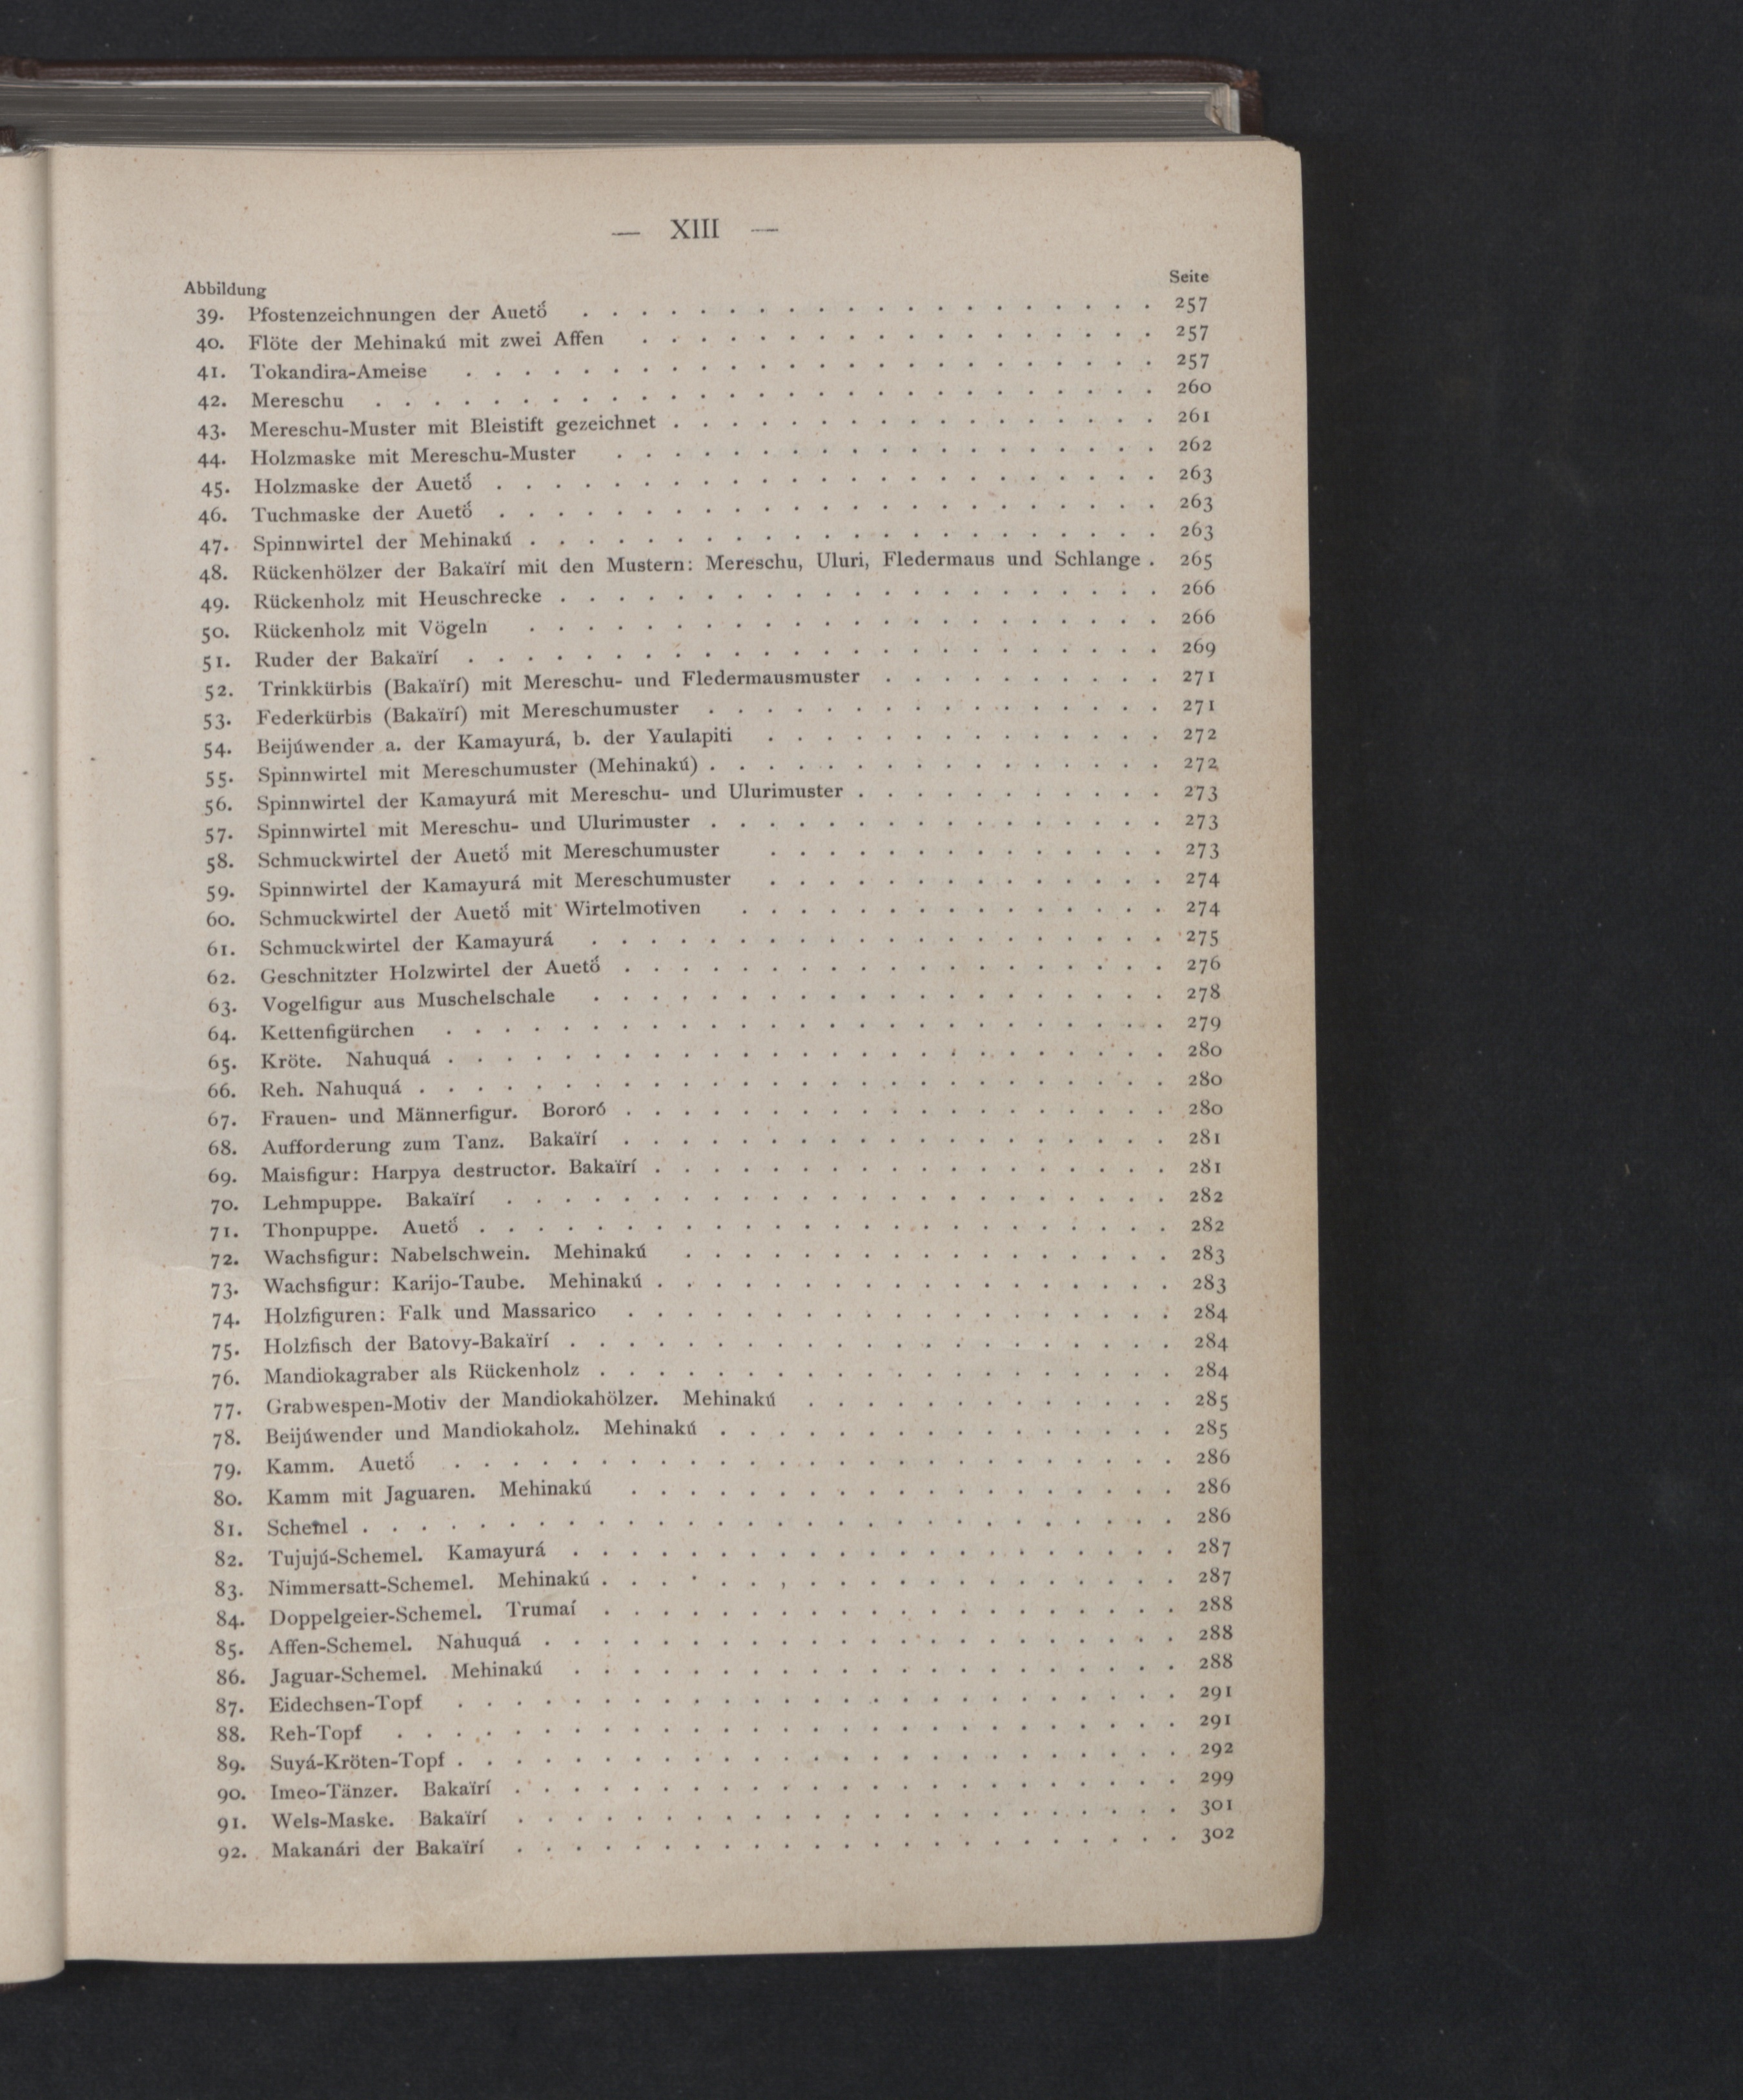 — XIII —
Abbildung Seite
39. Pfostenzeichnungen der Auetö́ . . . . . . . . . . . . . . . . . . . . 257
40. Flöte der Mehinakú mit zwei Affen . . . . . . . . . . . . . . . . . . 257
41. Tokandira-Ameise . . . . . . . . . . . . . . . . . . . . . . . . 257
42. Mereschu . . . . . . . . . . . . . . . . . . . . . . . . . . . 260
43. Mereschu-Muster mit Bleistift gezeichnet . . . . . . . . . . . . . . . . . 261
44. Holzmaske mit Mereschu-Muster . . . . . . . . . . . . . . . . . . . 262
45. Holzmaske der Auetö́ . . . . . . . . . . . . . . . . . . . . . . . 263
46. Tuchmaske der Auetö́ . . . . . . . . . . . . . . . . . . . . . . . 263
47. Spinnwirtel der Mehinakú . . . . . . . . . . . . . . . . . . . . . . 263
48. Rückenhölzer der Bakaïrí mit den Mustern: Mereschu, Uluri, Fledermaus und Schlange . 265
49. Rückenholz mit Heuschrecke . . . . . . . . . . . . . . . . . . . . . 266
50. Rückenholz mit Vögeln . . . . . . . . . . . . . . . . . . . . . . 266
51. Ruder der Bakaïrí . . . . . . . . . . . . . . . . . . . . . . . . 269
52. Trinkkürbis (Bakaïrí) mit Mereschu- und Fledermausmuster . . . . . . . . . . 271
53. Federkürbis (Bakaïrí) mit Mereschumuster . . . . . . . . . . . . . . . . 271
54. Beijúwender a. der Kamayurá, b. der Yaulapiti . . . . . . . . . . . . . . 272
55. Spinnwirtel mit Mereschumuster (Mehinakú) . . . . . . . . . . . . . . . . 272
56. Spinnwirtel der Kamayurá mit Mereschu- und Ulurimuster . . . . . . . . . . . 273
57. Spinnwirtel mit Mereschu- und Ulurimuster . . . . . . . . . . . . . . . . 273
58. Schmuckwirtel der Auetö́ mit Mereschumuster . . . . . . . . . . . . . . 273
59. Spinnwirtel der Kamayurá mit Mereschumuster . . . . . . . . . . . . . . 274
60. Schmuckwirtel der Auetö́ mit Wirtelmotiven . . . . . . . . . . . . . . . 274
61. Schmuckwirtel der Kamayurá . . . . . . . . . . . . . . . . . . . . 275
62. Geschnitzter Holzwirtel der Auetö́ . . . . . . . . . . . . . . . . . . . 276
63. Vogelfigur aus Muschelschale . . . . . . . . . . . . . . . . . . . . 278
64. Kettenfigürchen . . . . . . . . . . . . . . . . . . . . . . . . . 279
65. Kröte. Nahuquá . . . . . . . . . . . . . . . . . . . . . . . . . 280
66. Reh. Nahuquá . . . . . . . . . . . . . . . . . . . . . . . . . . 280
67. Frauen- und Männerfigur. Bororó . . . . . . . . . . . . . . . . . . . 280
68. Aufforderung zum Tanz. Bakaïrí . . . . . . . . . . . . . . . . . . . 281
69. Maisfigur: Harpya destructor. Bakaïrí . . . . . . . . . . . . . . . . . . 281
70. Lehmpuppe. Bakaïrí . . . . . . . . . . . . . . . . . . . . . . . 282
71. Thonpuppe. Auetö́ . . . . . . . . . . . . . . . . . . . . . . . . 282
72. Wachsfigur: Nabelschwein. Mehinakú . . . . . . . . . . . . . . . . . 283
73. Wachsfigur: Karijo-Taube. Mehinakú . . . . . . . . . . . . . . . . . . 283
74. Holzfiguren: Falk und Massarico . . . . . . . . . . . . . . . . . . . 284
75. Holzfisch der Batovy-Bakaïrí . . . . . . . . . . . . . . . . . . . . . 284
76. Mandiokagraber als Rückenholz . . . . . . . . . . . . . . . . . . . . 284
77. Grabwespen-Motiv der Mandiokahölzer. Mehinakú . . . . . . . . . . . . . 285
78. Beijúwender und Mandiokaholz. Mehinakú . . . . . . . . . . . . . . . . 285
79. Kamm. Auetö́ . . . . . . . . . . . . . . . . . . . . . . . . . 286
80. Kamm mit Jaguaren. Mehinakú . . . . . . . . . . . . . . . . . . . 286
81. Schemel . . . . . . . . . . . . . . . . . . . . . . . . . . . . 286
82. Tujujú-Schemel. Kamayurá . . . . . . . . . . . . . . . . . . . . . 287
83. Nimmersatt-Schemel. Mehinakú . . . . . . . . . . . . . . . . . . . . 287
84. Doppelgeier-Schemel. Trumaí . . . . . . . . . . . . . . . . . . . . 288
85. Affen-Schemel. Nahuquá . . . . . . . . . . . . . . . . . . . . . . 288
86. Jaguar-Schemel. Mehinakú . . . . . . . . . . . . . . . . . . . . . 288
87. Eidechsen-Topf . . . . . . . . . . . . . . . . . . . . . . . . . 291
88. Reh-Topf . . . . . . . . . . . . . . . . . . . . . . . . . . . 291
89. Suyá-Kröten-Topf . . . . . . . . . . . . . . . . . . . . . . . . . 292
90. Imeo-Tänzer. Bakaïrí . . . . . . . . . . . . . . . . . . . . . . . 299
91. Wels-Maske. Bakaïrí . . . . . . . . . . . . . . . . . . . . . . . 301
92. Makanári der Bakaïrí . . . . . . . . . . . . . . . . . . . . . . . 302